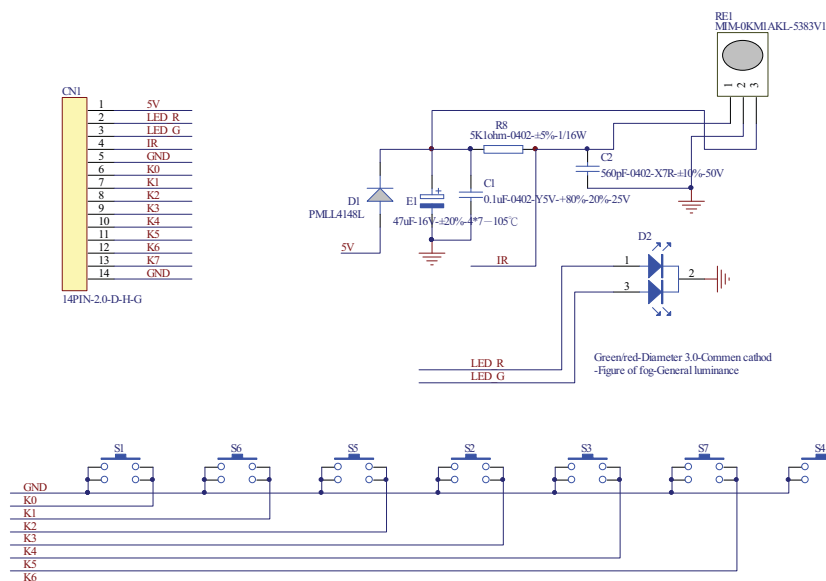 RE1
MIM-0KM1AKL-5383V1
1 2 3
CN1
1 5V
2 LED_R
3 LED_G
4 IR
5 GND
6 K0
7 K1
8 K2
9 K3
10 K4
11 K5
12 K6
13 K7
14 GND
14PIN-2.0-D-H-G
R8
5K1ohm-0402-±5%-1/16W
C2
560pF-0402-X7R-±10%-50V
C1
0.1uF-0402-Y5V-+80%-20%-25V
D1
PMLL4148L
E1
+
47uF-16V-±20%-4*7-105℃
5V
IR
D2
1
2
3
LED_R
LED_G
Green/red-Diameter 3.0-Commen cathod
-Figure of fog-General luminance
S1 S6 S5 S2 S3 S7 S4
GND
K0
K1
K2
K3
K4
K5
K6